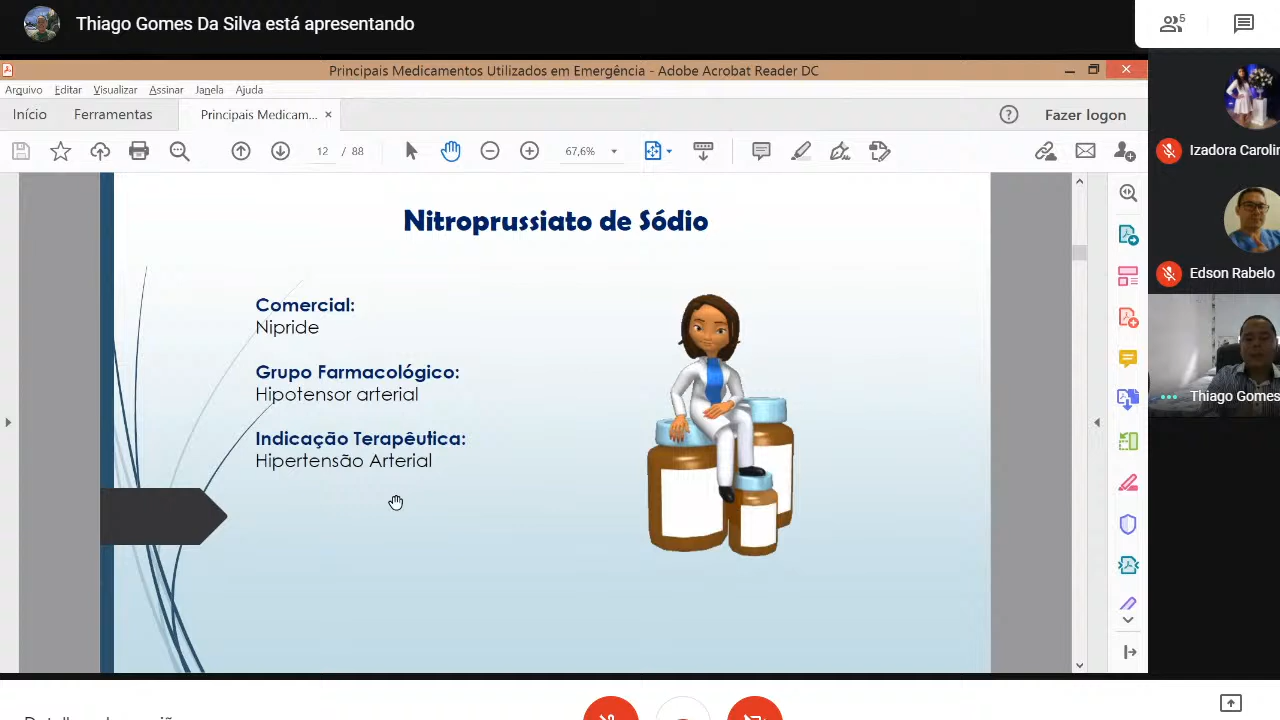 Thiago Gomes Da Silva está apresentando
5
Principais Medicamentos Utilizados em Emergência - Adobe Acrobat Reader DC
Arquivo Editar Visualizar Assinar Janela Ajuda
Início Ferramentas Principais Medicam... × Fazer logon
12 / 88 67,6%
Nitroprussiato de Sódio
Comercial:
Nipride
Grupo Farmacológico:
Hipotensor arterial
Indicação Terapêutica:
Hipertensão Arterial
Izadora Carolin
Edson Rabelo
Thiago Gomes